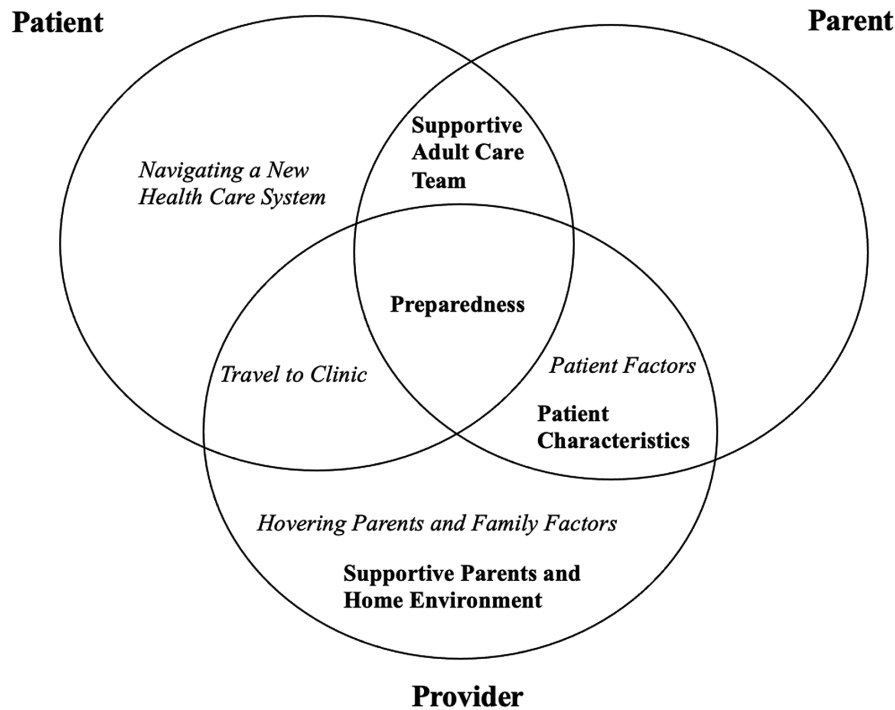 Patient
Parent
Supportive
Adult Care
Team
Navigating a New
Health Care System
Preparedness
Travel to Clinic
Patient Factors
Patient
Characteristics
Hovering Parents and Family Factors
Supportive Parents and
Home Environment
Provider